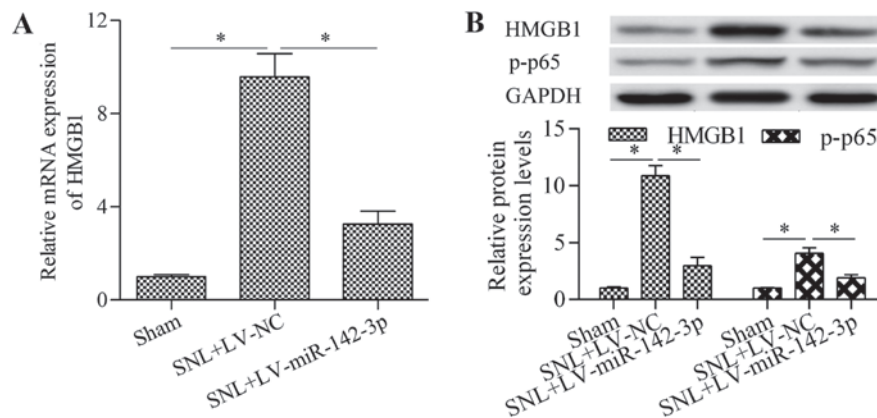 A
Relative mRNA expression
of HMGB1
12
8
4
0
*
*
Sham
SNL+LV-NC
SNL+LV-miR-142-3p
B
HMGB1
p-p65
GAPDH
HMGB1
p-p65
Relative protein
expression levels
15
10
5
0
*
*
*
*
Sham
SNL+LV-NC
SNL+LV-miR-142-3p
Sham
SNL+LV-NC
SNL+LV-miR-142-3p